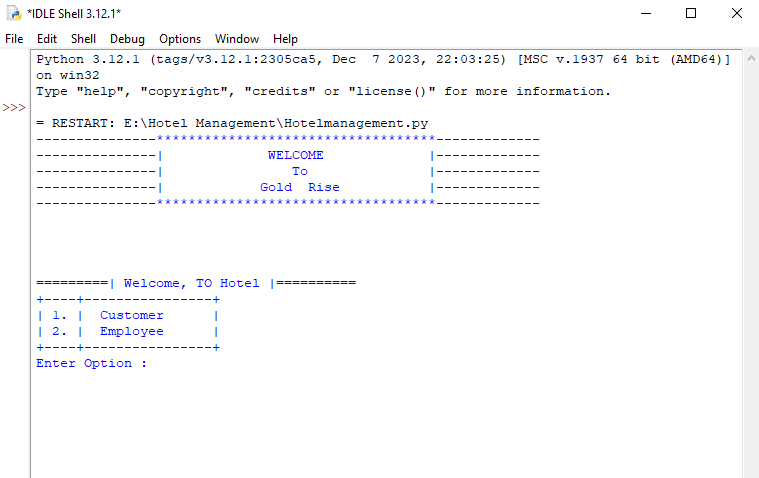 *IDLE Shell 3.12.1*
File Edit Shell Debug Options Window Help
Python 3.12.1 (tags/v3.12.1:2305ca5, Dec  7 2023, 22:03:25) [MSC v.1937 64 bit (AMD64)]
on win32
Type "help", "copyright", "credits" or "license()" for more information.
>>>
= RESTART: E:\Hotel Management\Hotelmanagement.py
---------------***********************************-------------
---------------|             WELCOME             |-------------
---------------|                To               |-------------
---------------|            Gold  Rise           |-------------
---------------***********************************-------------
=========| Welcome, TO Hotel |==========
+----+----------------+
| 1. |  Customer      |
| 2. |  Employee      |
+----+----------------+
Enter Option :